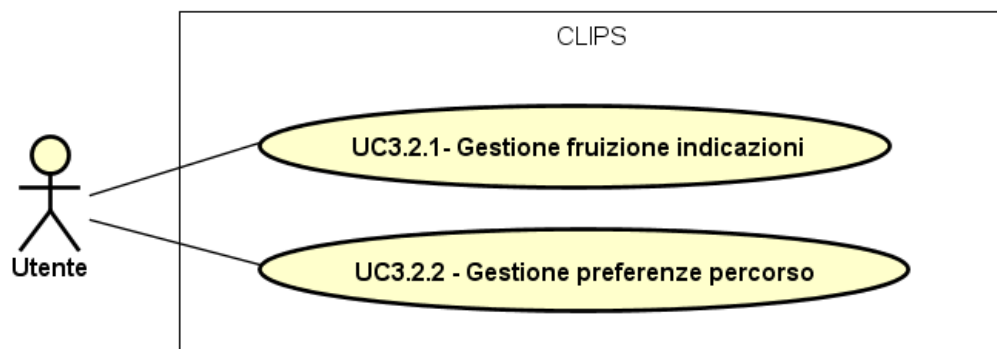 CLIPS
UC3.2.1- Gestione fruizione indicazioni
Utente
UC3.2.2 - Gestione preferenze percorso